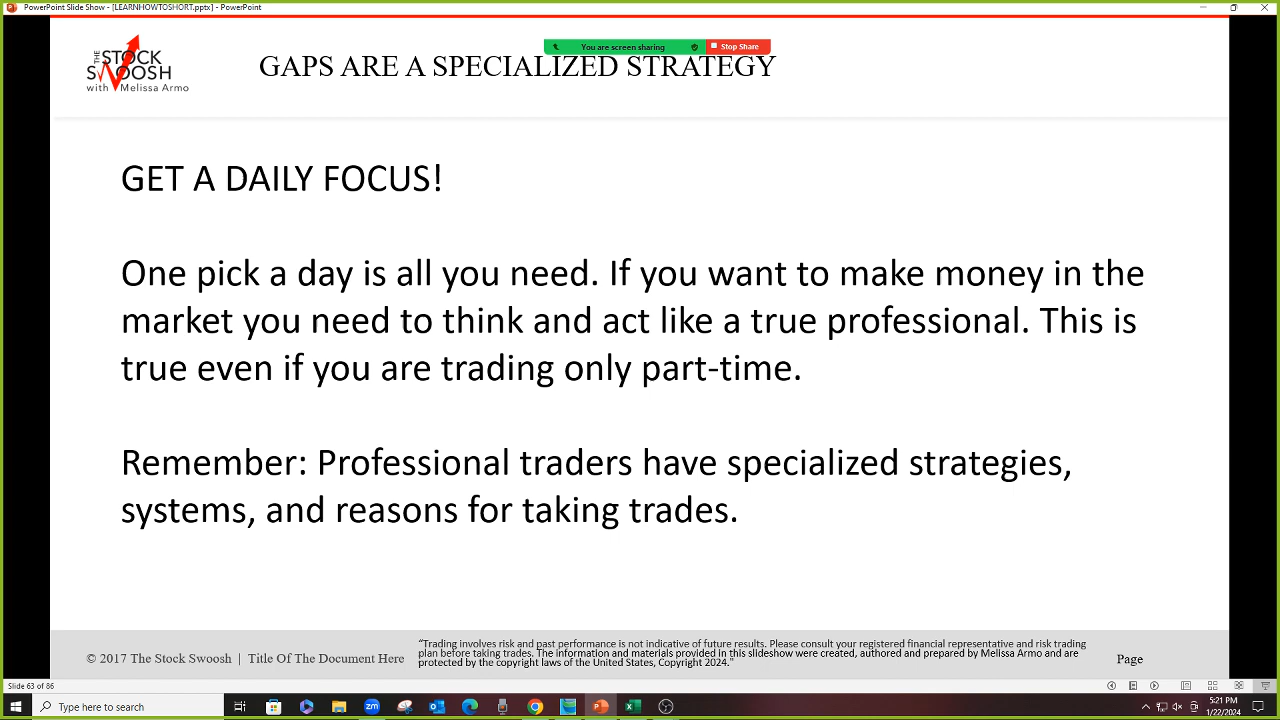 PowerPoint Slide Show - [LEARNHOWTOSHORT.pptx] - PowerPoint
You are screen sharing
Stop Share
THE STOCK
SWOOSH
with Melissa Armo
GAPS ARE A SPECIALIZED STRATEGY
GET A DAILY FOCUS!
One pick a day is all you need. If you want to make money in the
market you need to think and act like a true professional. This is
true even if you are trading only part-time.
Remember: Professional traders have specialized strategies,
systems, and reasons for taking trades.
© 2017 The Stock Swoosh | Title Of The Document Here
"Trading involves risk and past performance is not indicative of future results. Please consult your registered financial representative and risk trading
plan before taking trades. The information and materials provided in this slideshow were created, authored and prepared by Melissa Armo and are
protected by the copyright laws of the United States, Copyright 2024."
Page
Slide 63 of 86
Type here to search
5:21 PM
1/22/2024